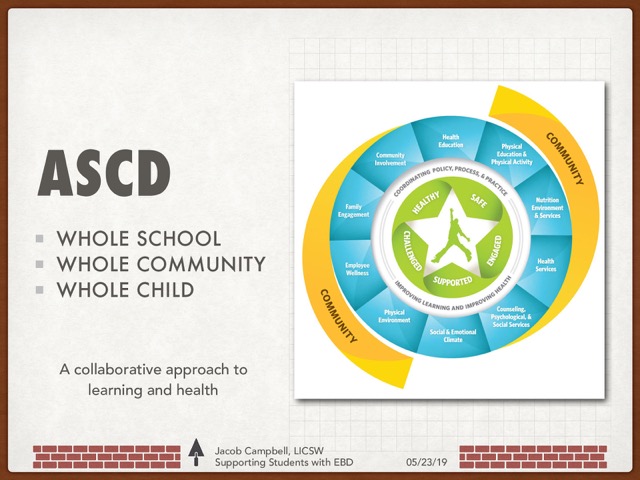 ASCD
WHOLE SCHOOL
WHOLE COMMUNITY
WHOLE CHILD
A collaborative approach to
learning and health
COMMUNITY
Health
Education
Physical
Education &
Physical Activity
Nutrition
Environment
& Services
Health
Services
Counseling,
Psychological, &
Social Services
Social & Emotional
Climate
Physical
Environment
Employee
Wellness
Family
Engagement
Community
Involvement
COORDINATING POLICY, PROCESS, & PRACTICE
IMPROVING LEARNING AND IMPROVING HEALTH
HEALTHY
SAFE
ENGAGED
SUPPORTED
CHALLENGED
COMMUNITY
Jacob Campbell, LICSW
Supporting Students with EBD 05/23/19